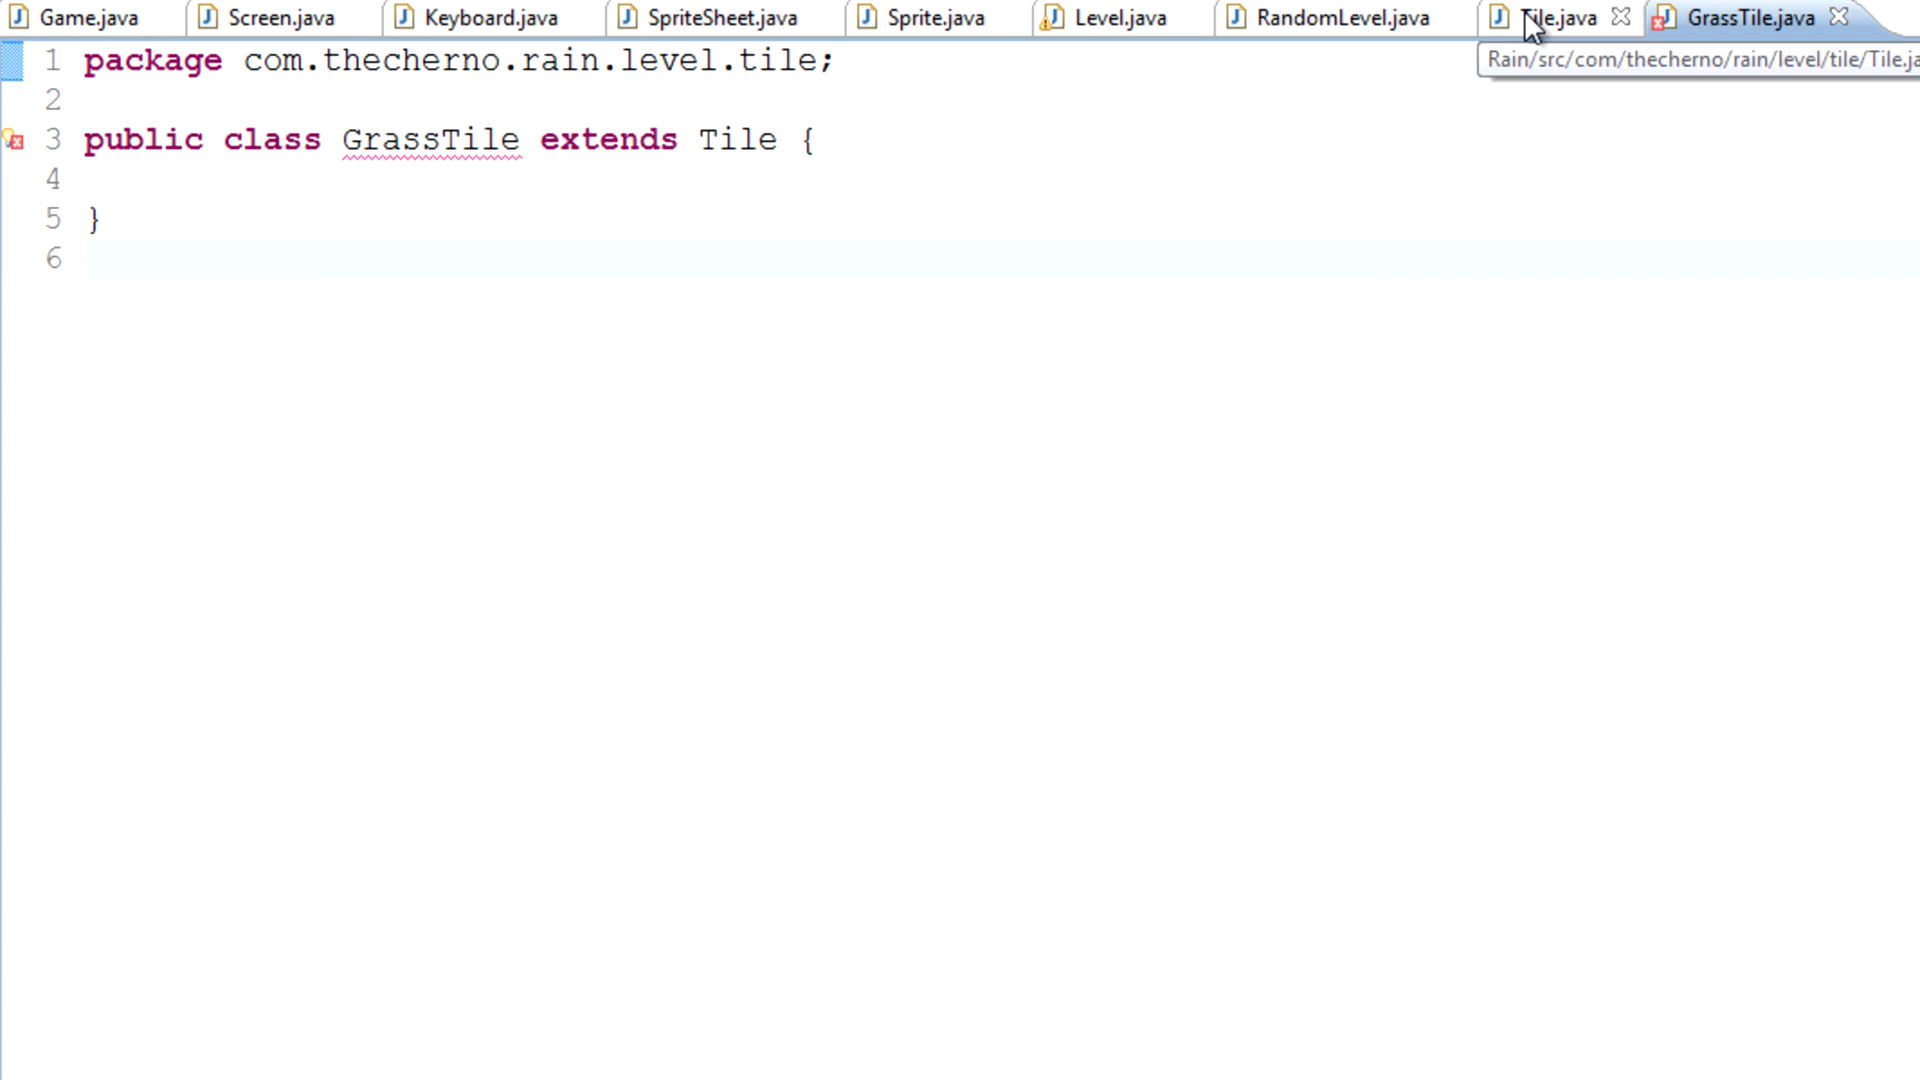 Game.java Screen.java Keyboard.java SpriteSheet.java Sprite.java Level.java RandomLevel.java Tile.java GrassTile.java
Rain/src/com/thecherno/rain/level/tile/Tile.ja
1 package com.thecherno.rain.level.tile;
2
3 public class GrassTile extends Tile {
4
5 }
6